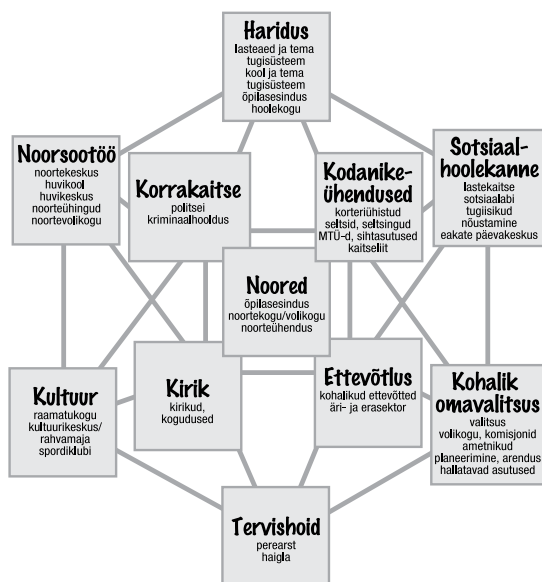 Haridus
lasteaed ja tema
tugisüsteem
kool ja tema
tugisüsteem
õpilasesindus
hoolekogu
Noorsootöö
noortekeskus
huvikool
huvikeskus
noorteühingud
noortevolikogu
Korrakaitse
politsei
kriminaalhooldus
Kodanike-
ühendused
korteriühistud
seltsid, seltsingud
MTÜ-d, sihtasutused
kaitseliit
Sotsiaal-
hoolekanne
lastekaitse
sotsiaalabi
tugiisikud
nõustamine
eakate päevakeskus
Noored
õpilasesindus
noortekogu/volikogu
noorteühendus
Kultuur
raamatukogu
kultuurikeskus/
rahvamaja
spordiklubi
Kirik
kirikud,
kogudused
Ettevõtlus
kohalikud ettevõtted
äri- ja erasektor
Kohalik
omavalitsus
valitsus
volikogu, komisjonid
ametnikud
planeerimine, arendus
hallatavad asutused
Tervishoid
perearst
haigla